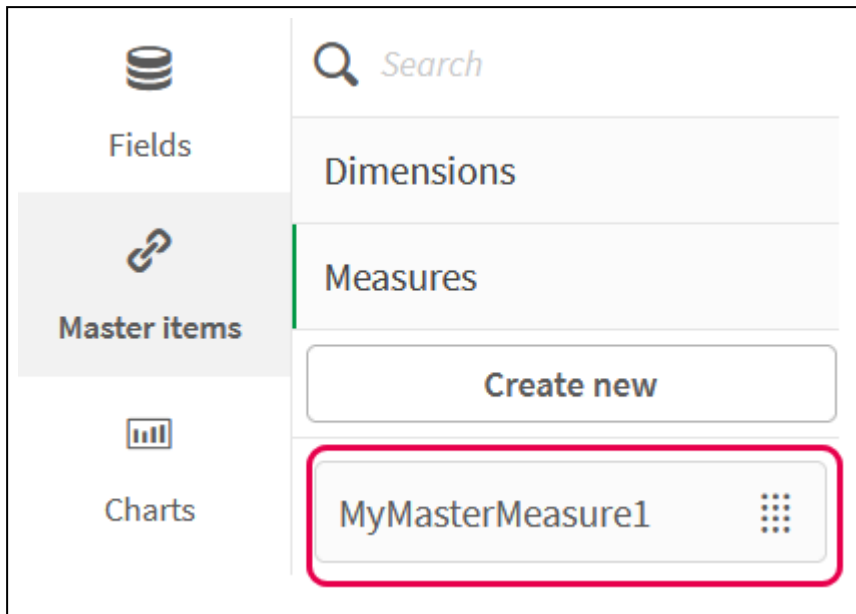 Fields
Master items
Charts
Search
Dimensions
Measures
Create new
MyMasterMeasure1